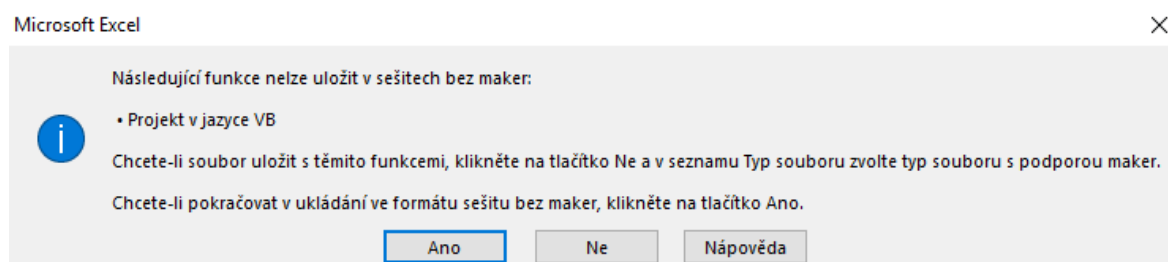 Microsoft Excel
Následující funkce nelze uložit v sešitech bez maker:
• Projekt v jazyce VB
Chcete-li soubor uložit s těmito funkcemi, klikněte na tlačítko Ne a v seznamu Typ souboru zvolte typ souboru s podporou maker.
Chcete-li pokračovat v ukládání ve formátu sešitu bez maker, klikněte na tlačítko Ano.
Ano Ne Nápověda